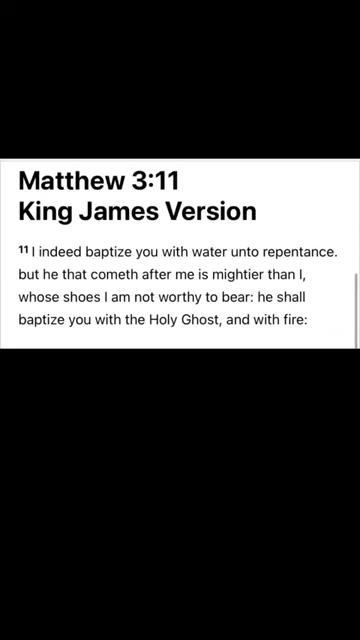 Matthew 3:11
King James Version
11 I indeed baptize you with water unto repentance.
but he that cometh after me is mightier than I,
whose shoes I am not worthy to bear: he shall
baptize you with the Holy Ghost, and with fire: